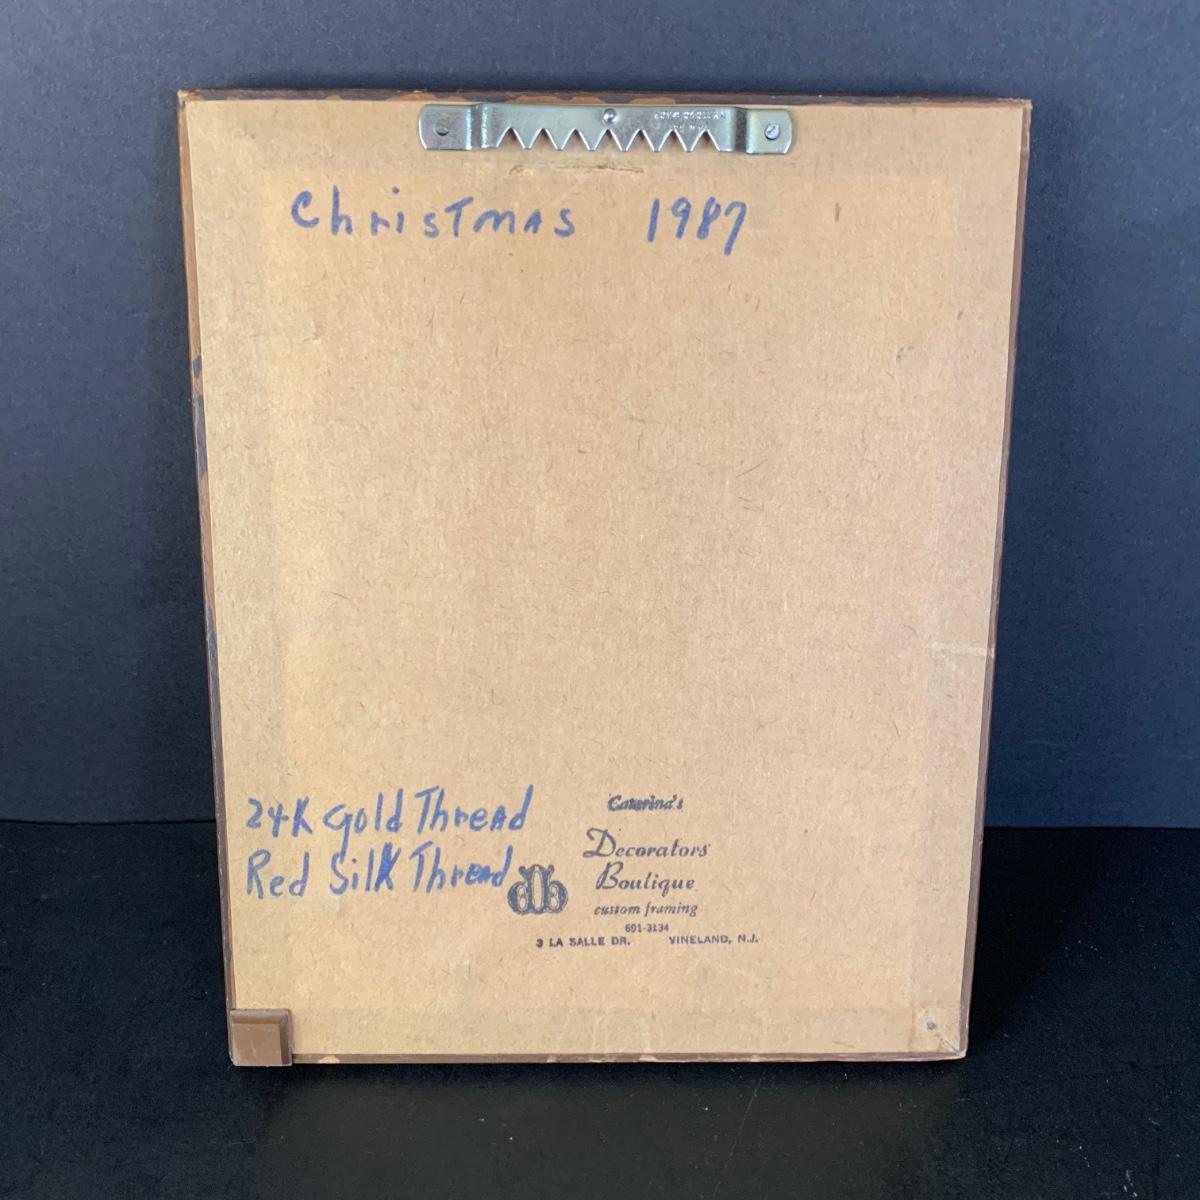 Christmas 1987
24K Gold Thread
Red Silk Thread
Caterina's
Decorators'
Boutique
custom framing
691-3134
3 LA SALLE DR. VINELAND, N.J.